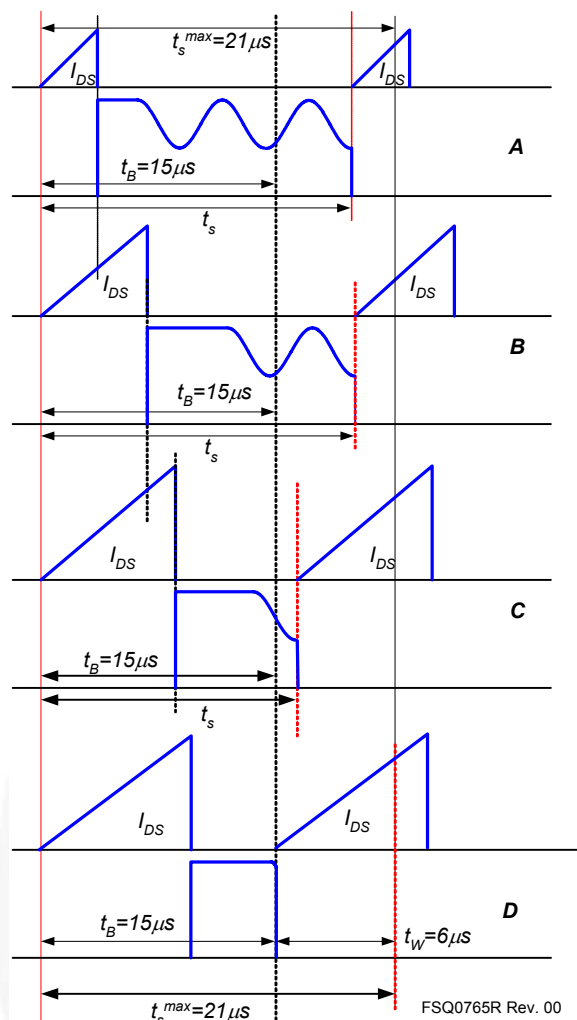 t_s^max=21μs
I_DS I_DS
A
t_B=15μs
t_s
I_DS I_DS
B
t_B=15μs
t_s
I_DS I_DS
C
t_B=15μs
t_s
I_DS I_DS
D
t_B=15μs t_W=6μs
t_s^max=21μs
FSQ0765R Rev. 00